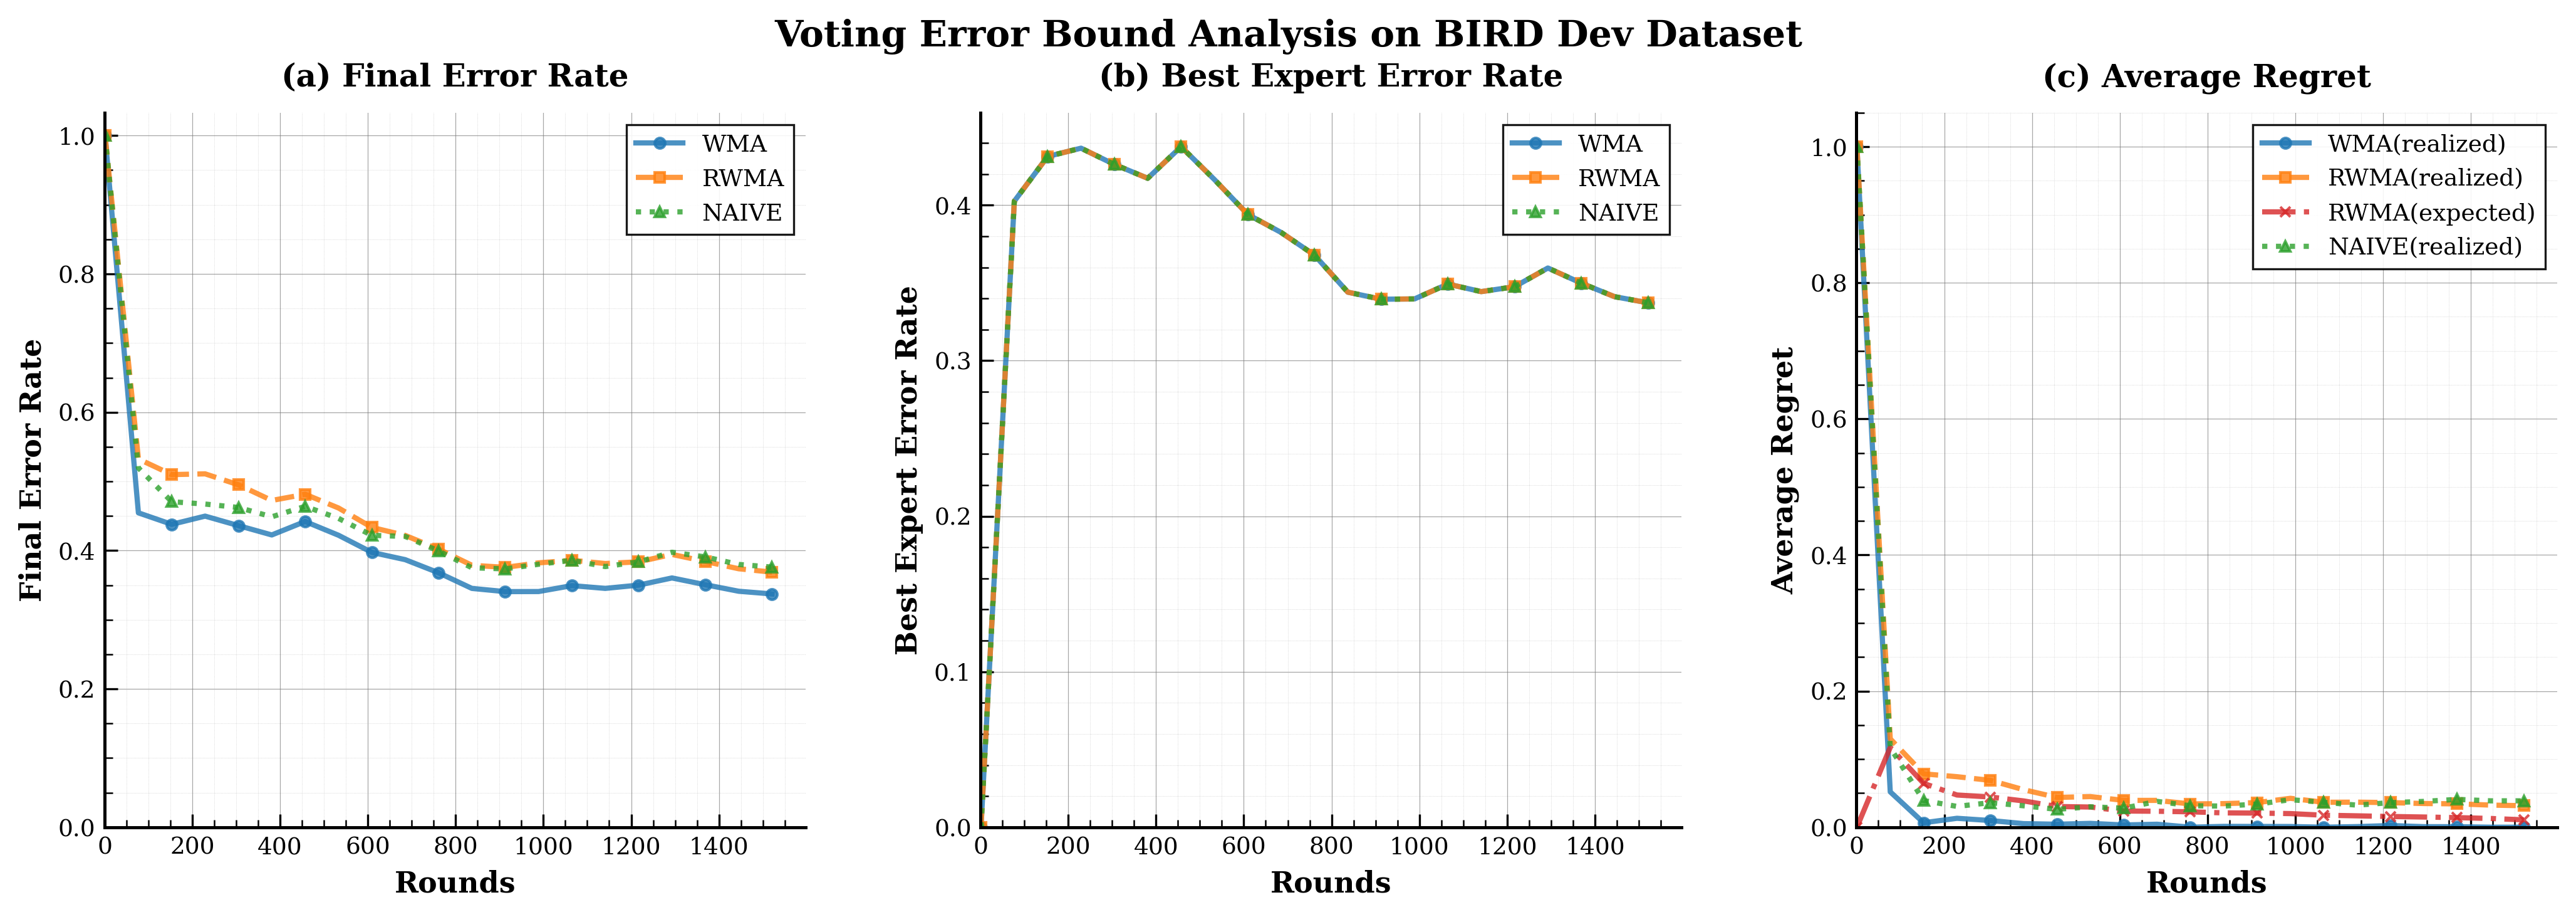 Voting Error Bound Analysis on BIRD Dev Dataset
(a) Final Error Rate
Final Error Rate
1.0
0.8
0.6
0.4
0.2
0.0
0 200 400 600 800 1000 1200 1400
Rounds
WMA
RWMA
NAIVE
(b) Best Expert Error Rate
Best Expert Error Rate
0.4
0.3
0.2
0.1
0.0
0 200 400 600 800 1000 1200 1400
Rounds
WMA
RWMA
NAIVE
(c) Average Regret
Average Regret
1.0
0.8
0.6
0.4
0.2
0.0
0 200 400 600 800 1000 1200 1400
Rounds
WMA(realized)
RWMA(realized)
RWMA(expected)
NAIVE(realized)